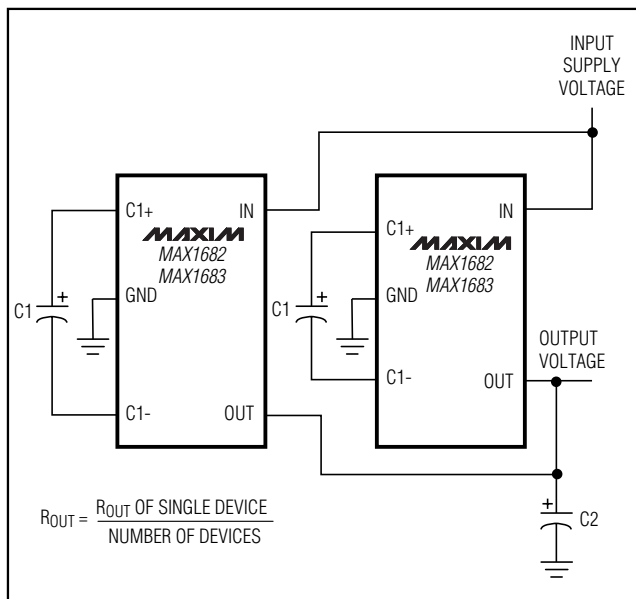 INPUT
SUPPLY
VOLTAGE
C1+
IN
MAXIM
MAX1682
MAX1683
GND
C1
+
C1-
OUT
C1+
IN
MAXIM
MAX1682
MAX1683
GND
C1
+
C1-
OUT
OUTPUT
VOLTAGE
+
C2
ROUT = ROUT OF SINGLE DEVICE
NUMBER OF DEVICES